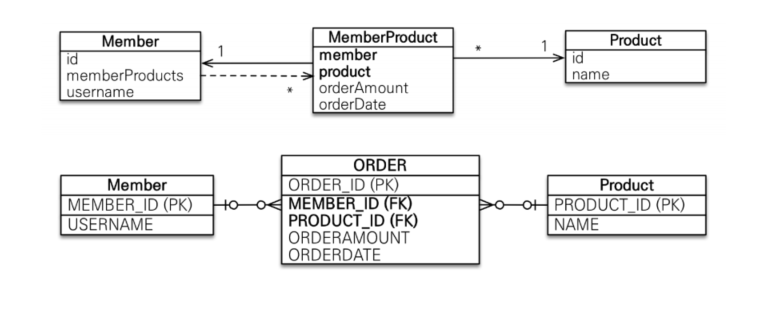 Member
id
memberProducts
username
1
*
MemberProduct
member
product
orderAmount
orderDate
*
1
Product
id
name
Member
MEMBER_ID (PK)
USERNAME
ORDER
ORDER_ID (PK)
MEMBER_ID (FK)
PRODUCT_ID (FK)
ORDERAMOUNT
ORDERDATE
Product
PRODUCT_ID (PK)
NAME